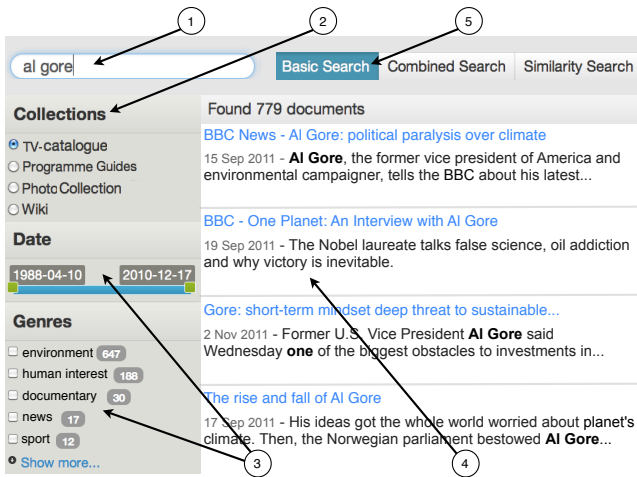 1
2
5
al gore
Basic Search
Combined Search
Similarity Search
Collections
TV-catalogue
Programme Guides
Photo Collection
Wiki
Date
1988-04-10
2010-12-17
Genres
environment 647
human interest 188
documentary 30
news 17
sport 12
Show more...
Found 779 documents
BBC News - Al Gore: political paralysis over climate
15 Sep 2011 - Al Gore, the former vice president of America and
environmental campaigner, tells the BBC about his latest...
BBC - One Planet: An Interview with Al Gore
19 Sep 2011 - The Nobel laureate talks false science, oil addiction
and why victory is inevitable.
Gore: short-term mindset deep threat to sustainable...
2 Nov 2011 - Former U.S. Vice President Al Gore said
Wednesday one of the biggest obstacles to investments in...
The rise and fall of Al Gore
17 Sep 2011 - His ideas got the whole world worried about planet's
climate. Then, the Norwegian parliament bestowed Al Gore...
3
4